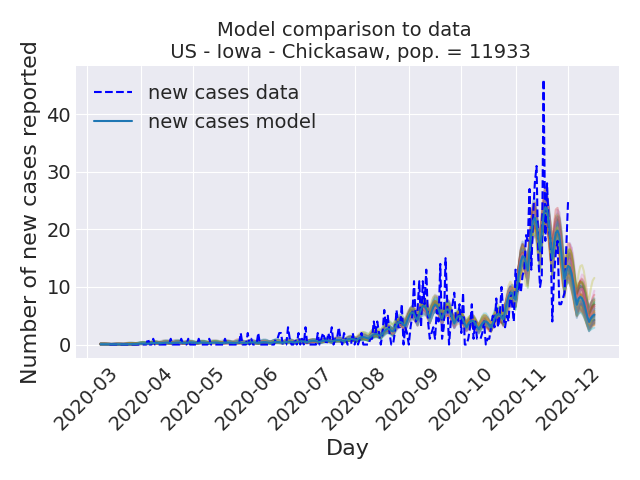 Model comparison to data
US - Iowa - Chickasaw, pop. = 11933
Number of new cases reported
40
30
20
10
0
new cases data
new cases model
2020-03
2020-04
2020-05
2020-06
2020-07
2020-08
2020-09
2020-10
2020-11
2020-12
Day